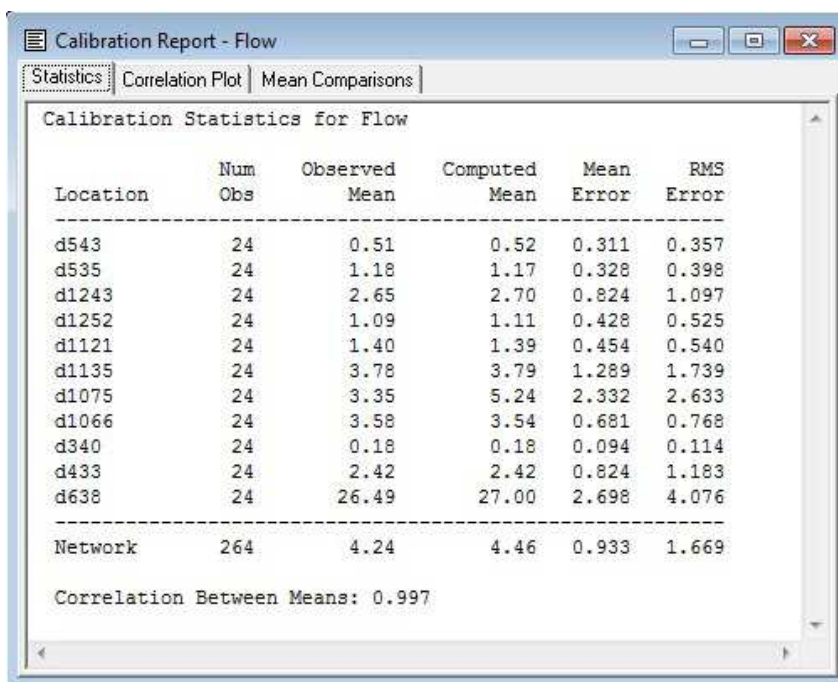 Calibration Report - Flow
Statistics Correlation Plot Mean Comparisons
Calibration Statistics for Flow
Num Observed Computed Mean RMS
Location Obs Mean Mean Error Error
--------------------------------------------------------------------
d543 24 0.51 0.52 0.311 0.357
d535 24 1.18 1.17 0.328 0.398
d1243 24 2.65 2.70 0.824 1.097
d1252 24 1.09 1.11 0.428 0.525
d1121 24 1.40 1.39 0.454 0.540
d1135 24 3.78 3.79 1.289 1.739
d1075 24 3.35 5.24 2.332 2.633
d1066 24 3.58 3.54 0.681 0.768
d340 24 0.18 0.18 0.094 0.114
d433 24 2.42 2.42 0.824 1.183
d638 24 26.49 27.00 2.698 4.076
--------------------------------------------------------------------
Network 264 4.24 4.46 0.933 1.669
Correlation Between Means: 0.997